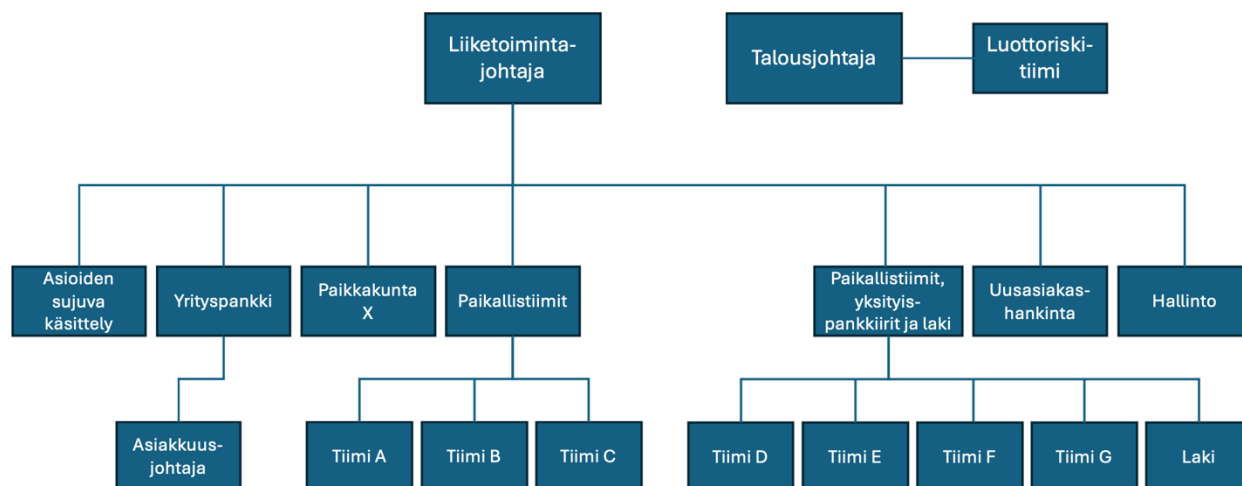 Liiketoiminta-
johtaja
Talousjohtaja
Luottoriski-
tiimi
Asioiden
sujuva
käsittely
Yrityspankki
Paikkakunta
X
Paikallistiimit
Paikallistiimit,
yksityis-
pankkiirit ja laki
Uusasiakas-
hankinta
Hallinto
Asiakkuus-
johtaja
Tiimi A
Tiimi B
Tiimi C
Tiimi D
Tiimi E
Tiimi F
Tiimi G
Laki